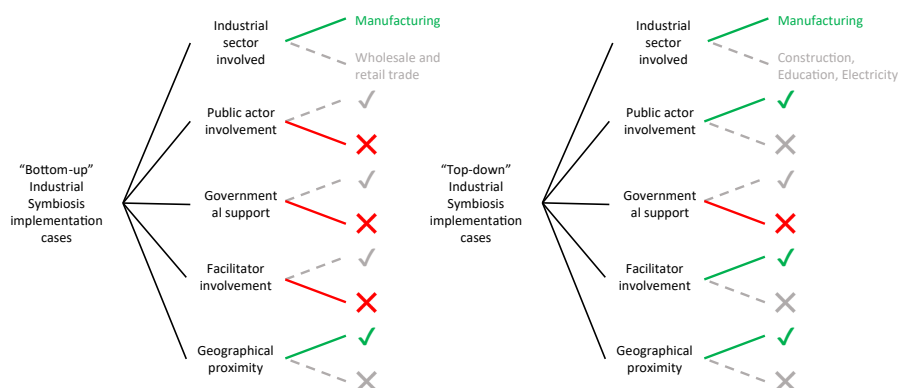 Industrial
sector
involved
Manufacturing
Wholesale and
retail trade
Public actor
involvement
"Bottom-up"
Industrial
Symbiosis
implementation
cases
Government
al support
Facilitator
involvement
Geographical
proximity
Industrial
sector
involved
Manufacturing
Construction,
Education, Electricity
Public actor
involvement
"Top-down"
Industrial
Symbiosis
implementation
cases
Government
al support
Facilitator
involvement
Geographical
proximity